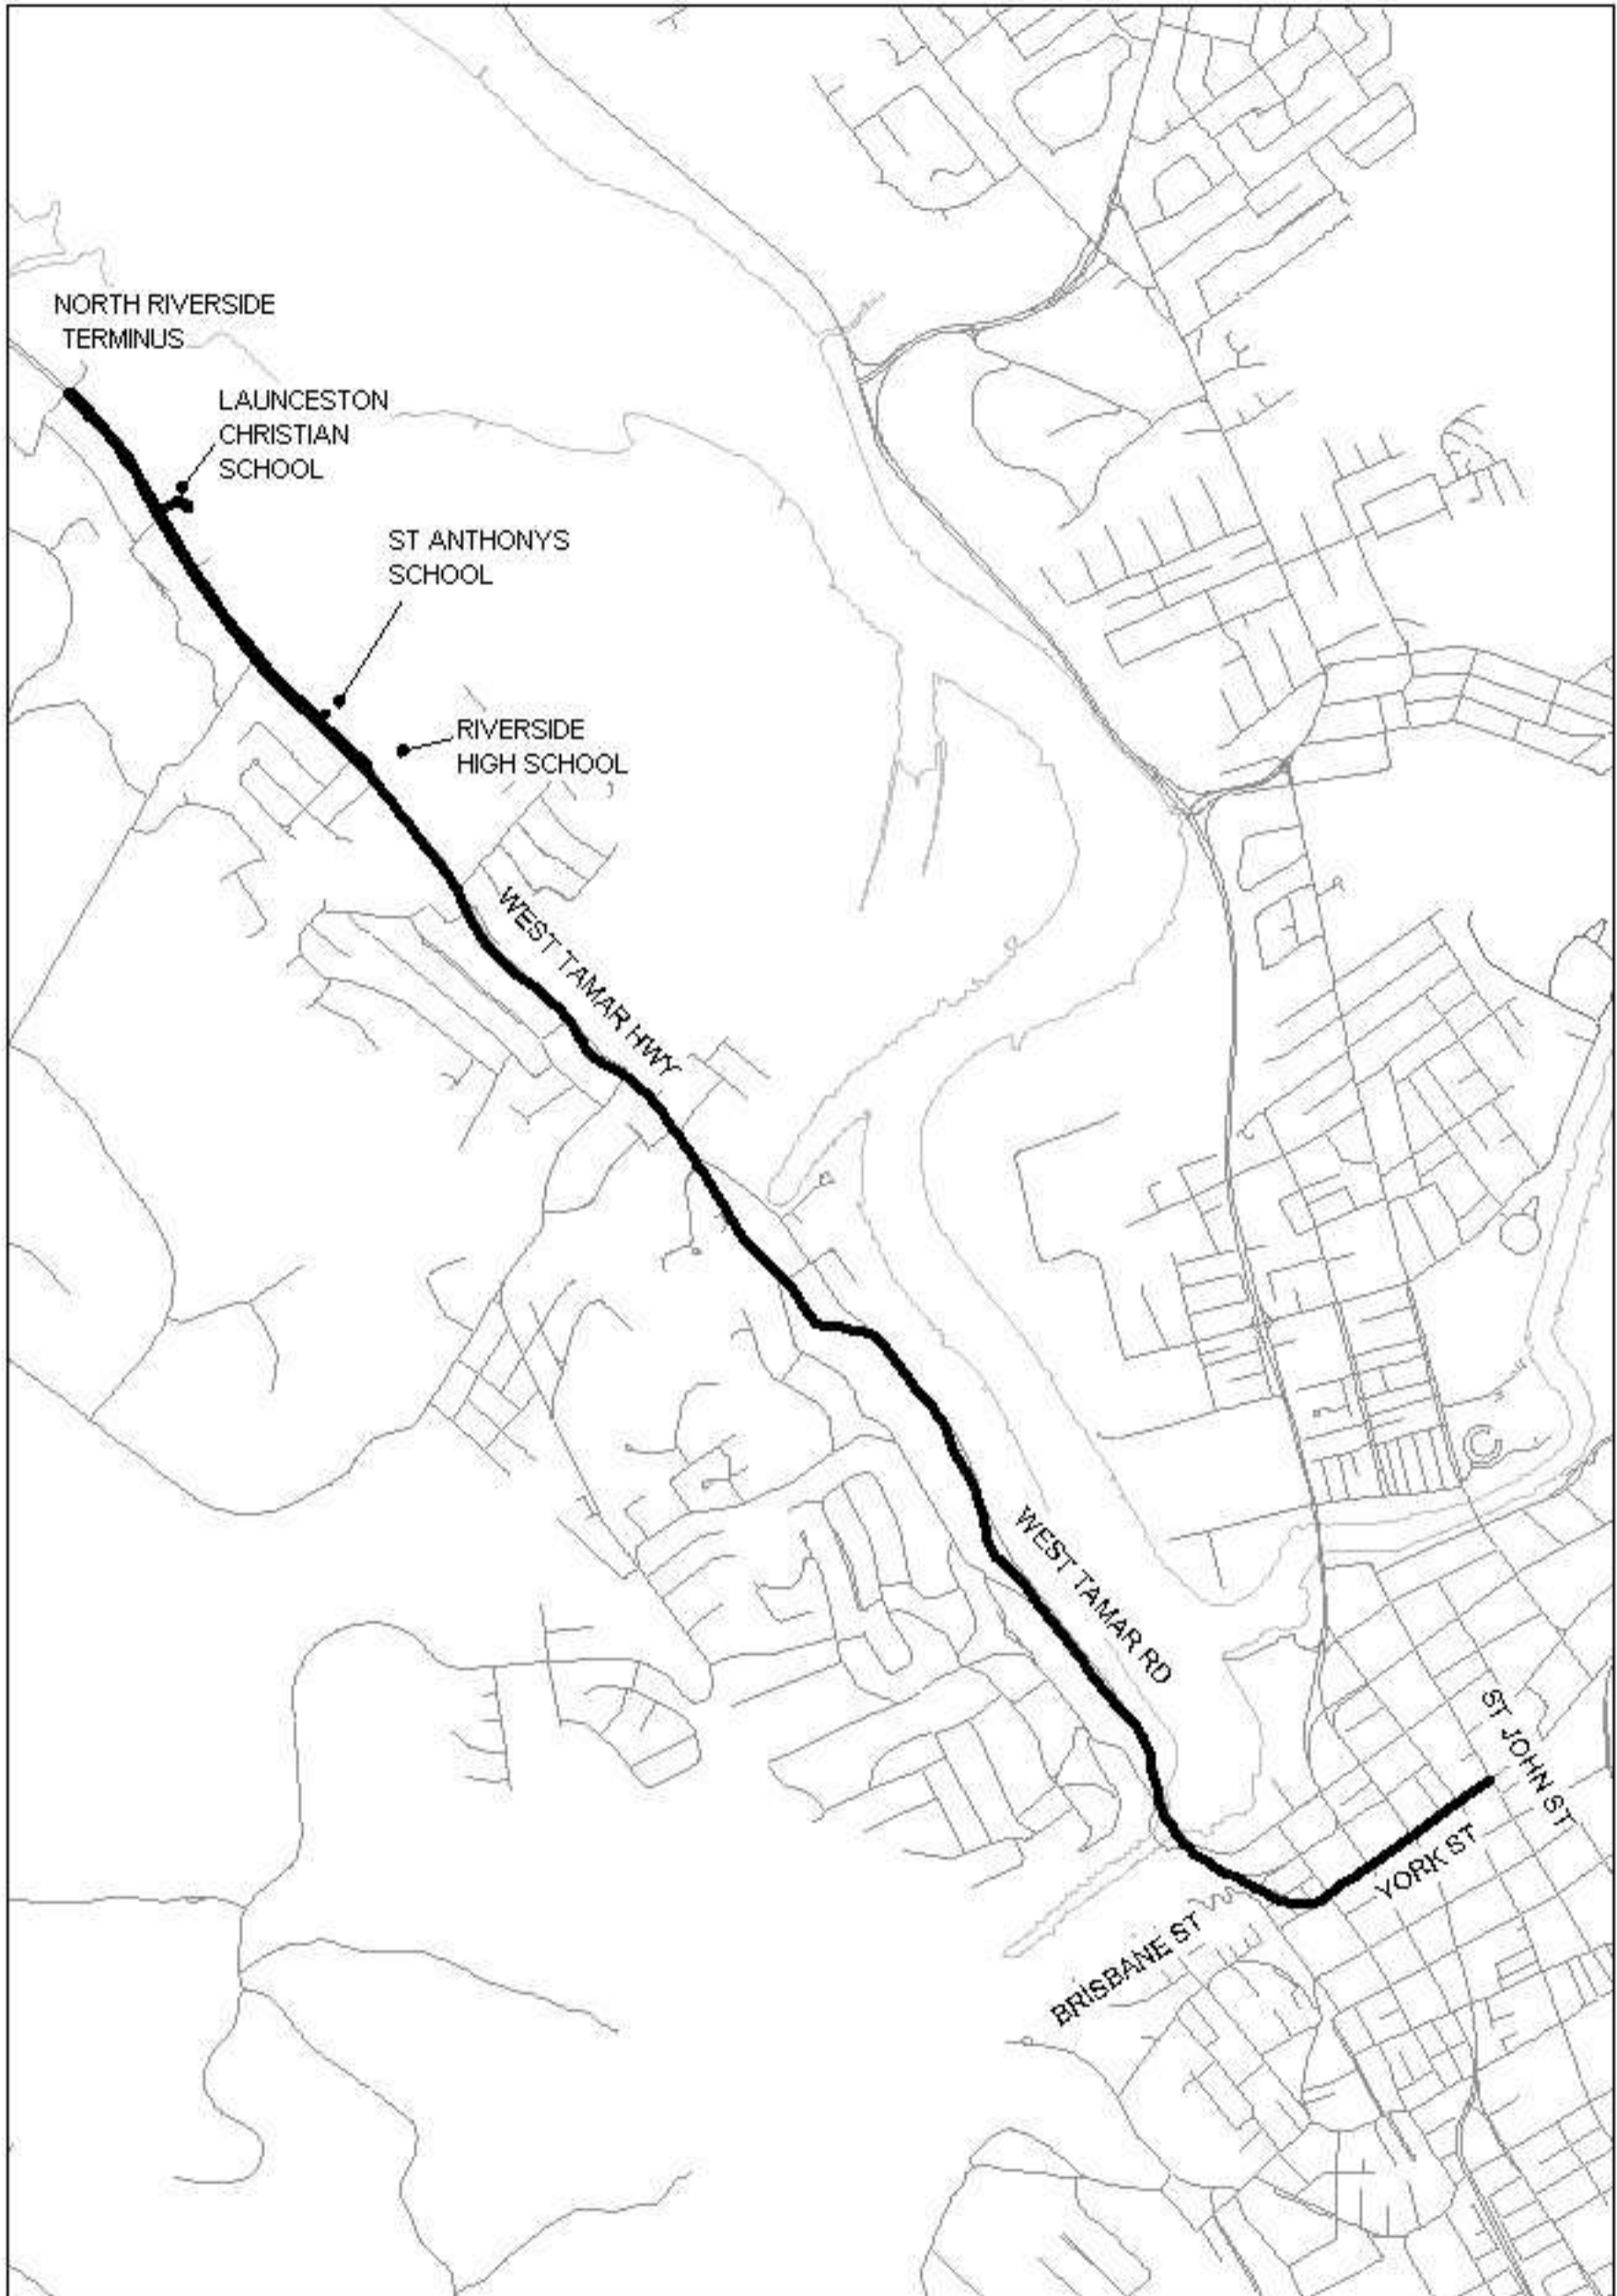 NORTH RIVERSIDE
TERMINUS
LAUNCESTON
CHRISTIAN
SCHOOL
ST ANTHONYS
SCHOOL
RIVERSIDE
HIGH SCHOOL
WEST TAMAR HWY
WEST TAMAR RD
ST JOHN ST
YORK ST
BRISBANE ST